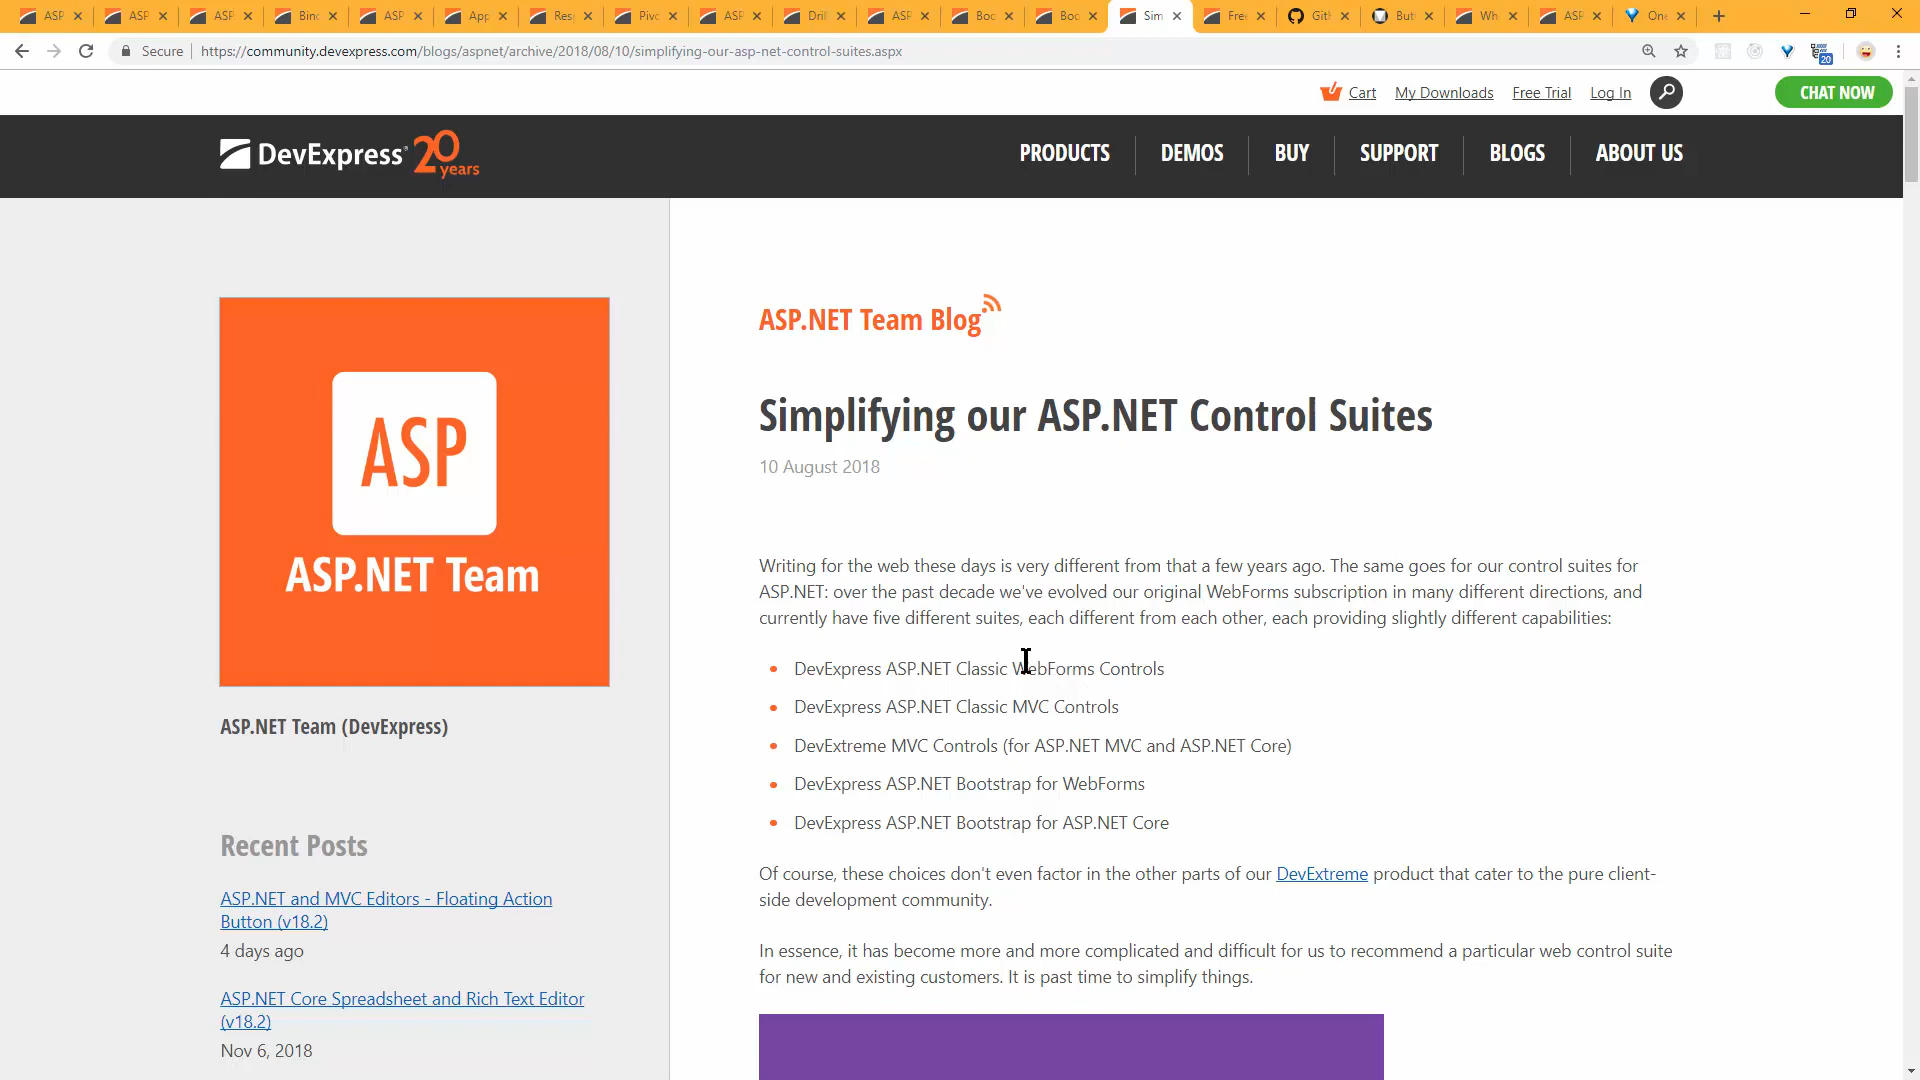 ASP
ASP
ASP
Binc
ASP
App
Res
Pivo
ASP
Drill
ASP
Boo
Boo
Sim
Free
GitH
Butt
Wh
ASP
One
Secure
https://community.devexpress.com/blogs/aspnet/archive/2018/08/10/simplifying-our-asp-net-control-suites.aspx
20
Cart
My Downloads
Free Trial
Log In
CHAT NOW
DevExpress 20 years
PRODUCTS
DEMOS
BUY
SUPPORT
BLOGS
ABOUT US
ASP
ASP.NET Team
ASP.NET Team (DevExpress)
Recent Posts
ASP.NET and MVC Editors - Floating Action
Button (v18.2)
4 days ago
ASP.NET Core Spreadsheet and Rich Text Editor
(v18.2)
Nov 6, 2018
ASP.NET Team Blog
Simplifying our ASP.NET Control Suites
10 August 2018
Writing for the web these days is very different from that a few years ago. The same goes for our control suites for
ASP.NET: over the past decade we've evolved our original WebForms subscription in many different directions, and
currently have five different suites, each different from each other, each providing slightly different capabilities:
• DevExpress ASP.NET Classic WebForms Controls
• DevExpress ASP.NET Classic MVC Controls
• DevExtreme MVC Controls (for ASP.NET MVC and ASP.NET Core)
• DevExpress ASP.NET Bootstrap for WebForms
• DevExpress ASP.NET Bootstrap for ASP.NET Core
Of course, these choices don't even factor in the other parts of our DevExtreme product that cater to the pure client-
side development community.
In essence, it has become more and more complicated and difficult for us to recommend a particular web control suite
for new and existing customers. It is past time to simplify things.